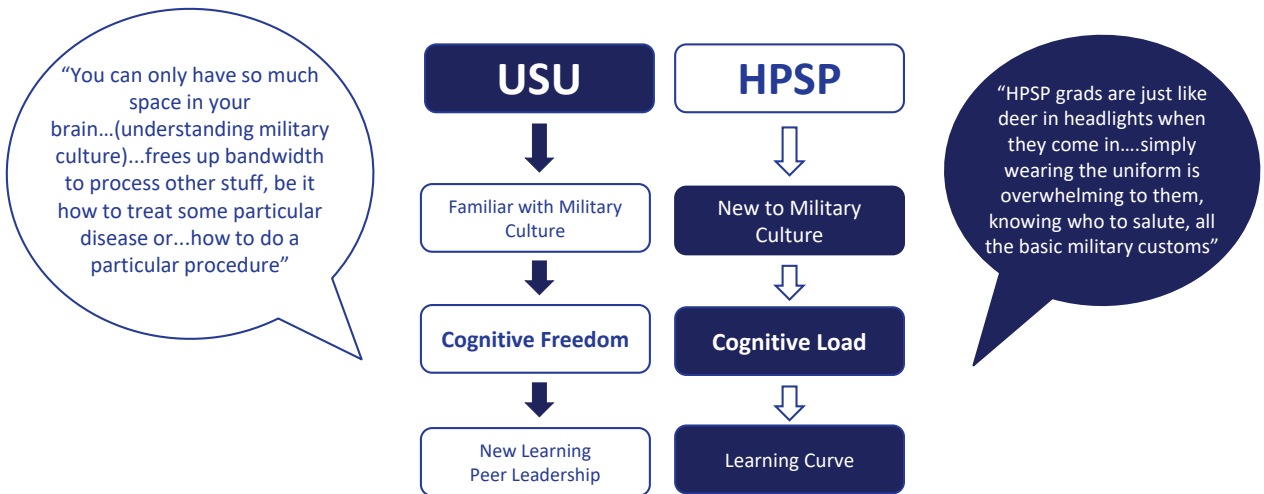 “You can only have so much
space in your
brain…(understanding military
culture)...frees up bandwidth
to process other stuff, be it
how to treat some particular
disease or...how to do a
particular procedure”
USU
Familiar with Military
Culture
Cognitive Freedom
New Learning
Peer Leadership
HPSP
New to Military
Culture
Cognitive Load
Learning Curve
“HPSP grads are just like
deer in headlights when
they come in….simply
wearing the uniform is
overwhelming to them,
knowing who to salute, all
the basic military customs”